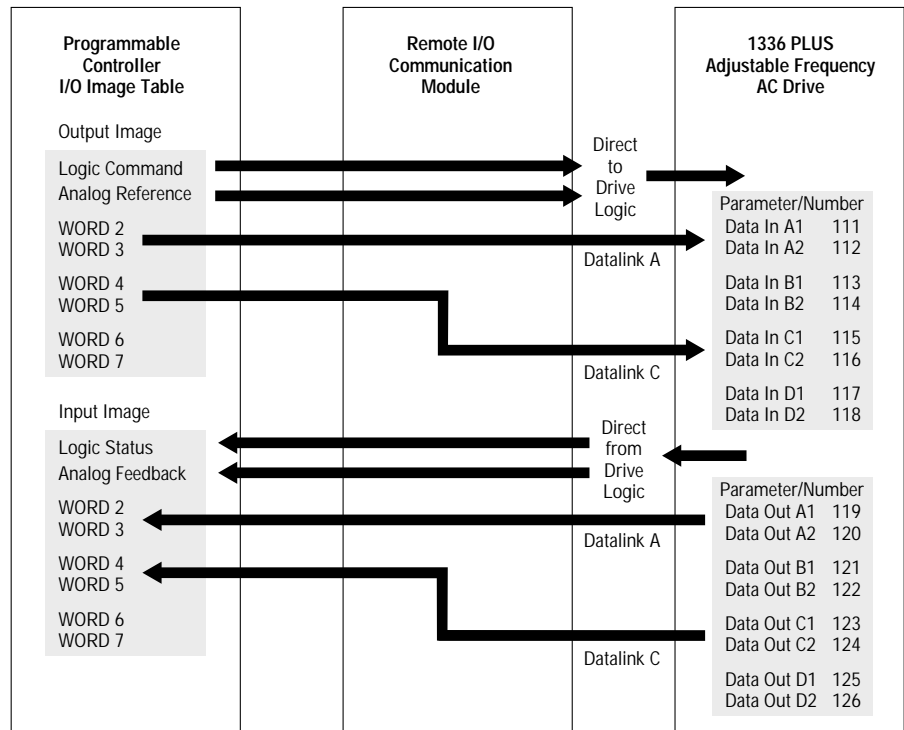 Programmable
Controller
I/O Image Table
Remote I/O
Communication
Module
1336 PLUS
Adjustable Frequency
AC Drive
Output Image
Logic Command
Analog Reference
WORD 2
WORD 3
WORD 4
WORD 5
WORD 6
WORD 7
Direct
to
Drive
Logic
Datalink A
Datalink C
Parameter/Number
Data In A1 111
Data In A2 112
Data In B1 113
Data In B2 114
Data In C1 115
Data In C2 116
Data In D1 117
Data In D2 118
Input Image
Logic Status
Analog Feedback
WORD 2
WORD 3
WORD 4
WORD 5
WORD 6
WORD 7
Direct
from
Drive
Logic
Datalink A
Datalink C
Parameter/Number
Data Out A1 119
Data Out A2 120
Data Out B1 121
Data Out B2 122
Data Out C1 123
Data Out C2 124
Data Out D1 125
Data Out D2 126